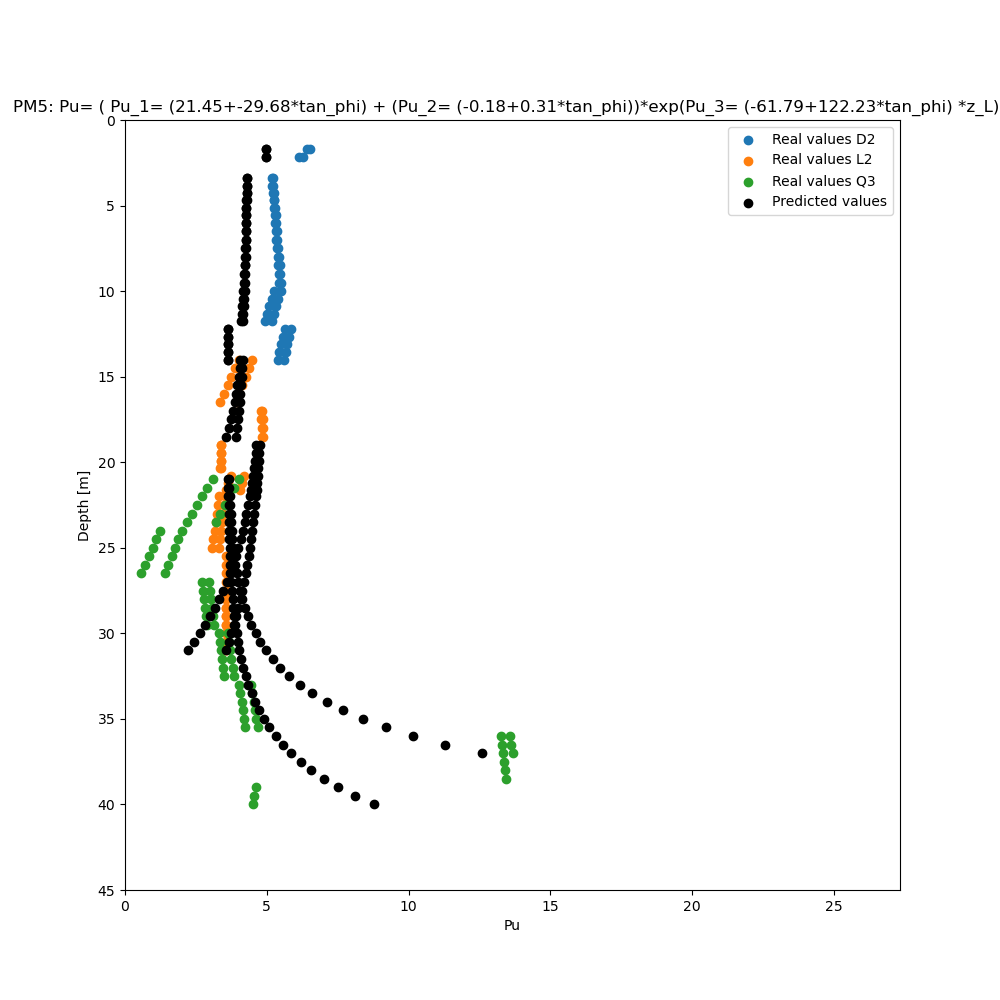 PM5: Pu= ( Pu_1= (21.45+-29.68*tan_phi) + (Pu_2= (-0.18+0.31*tan_phi))*exp(Pu_3= (-61.79+122.23*tan_phi) *z_L)
Real values D2
Real values L2
Real values Q3
Predicted values
0
5
10
15
20
25
30
35
40
45
Depth [m]
0 5 10 15 20 25
Pu